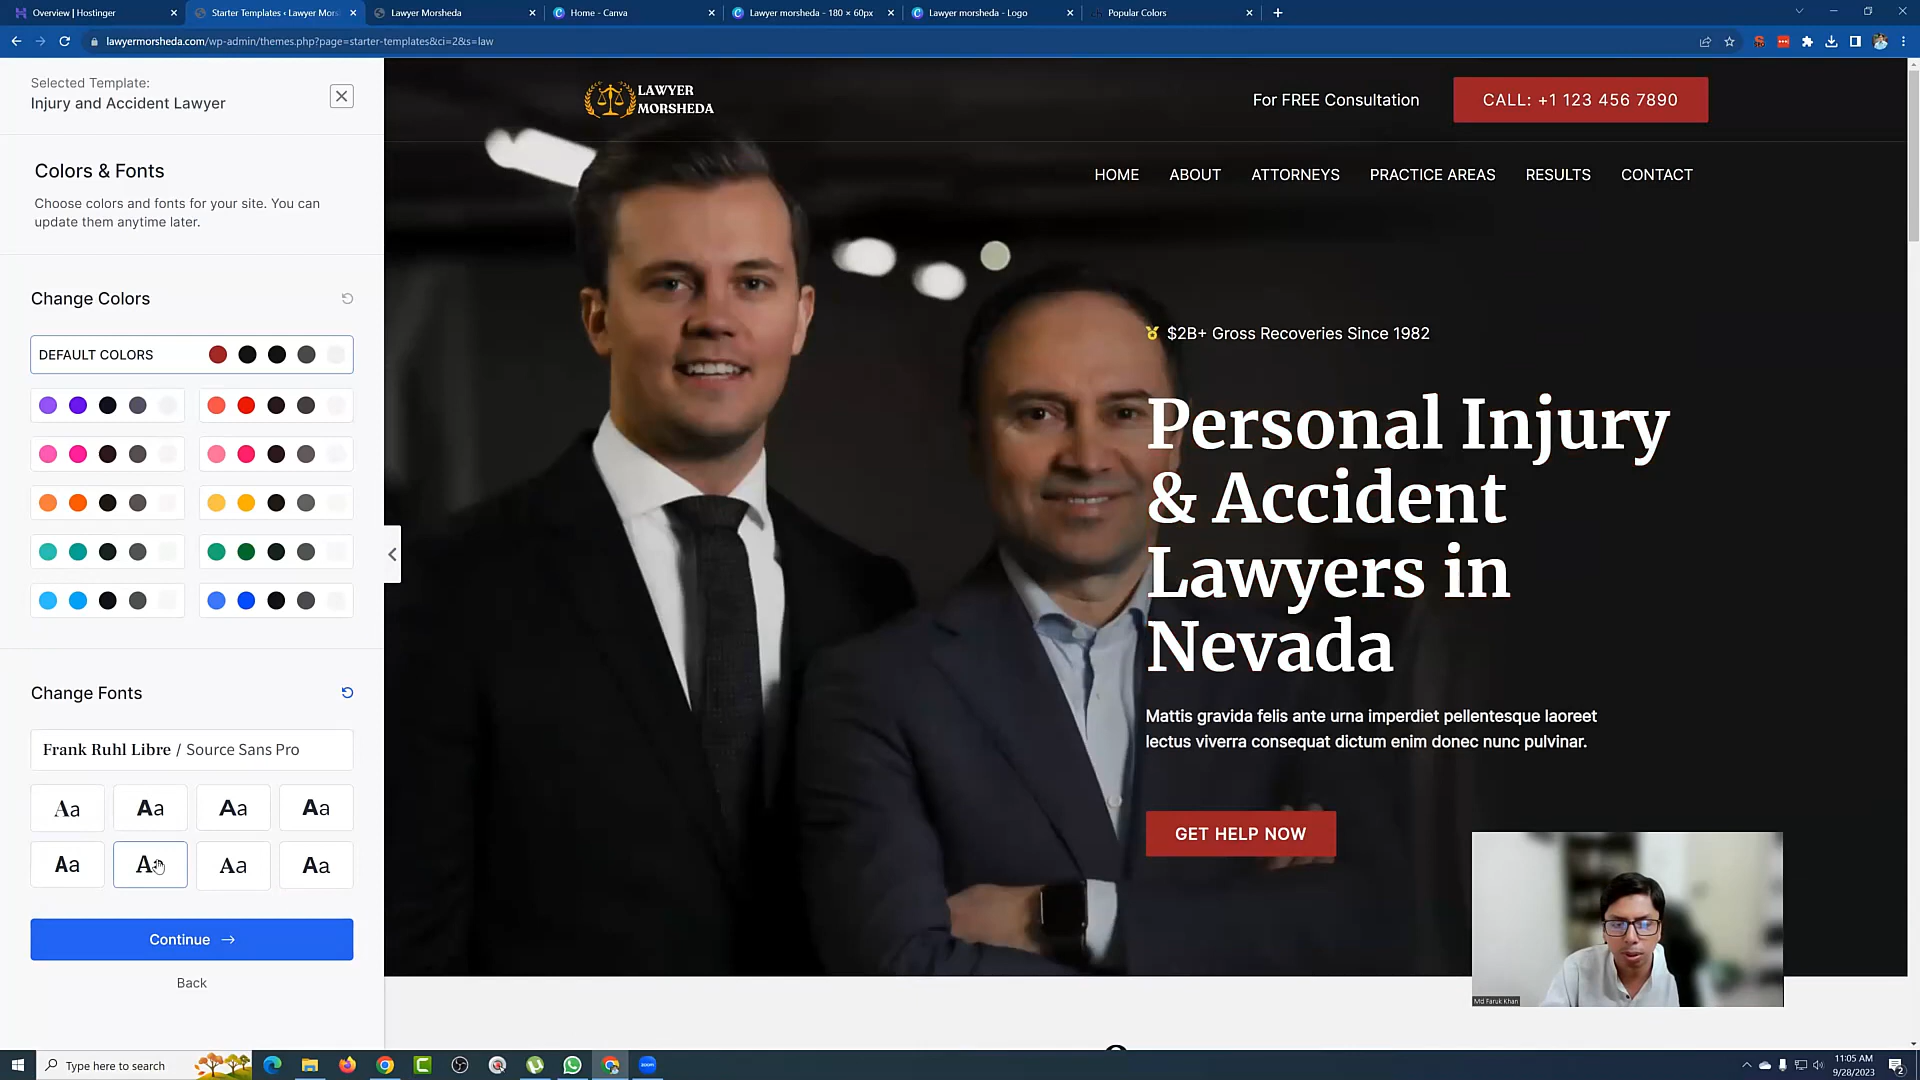 Overview | Hostinger
Starter Templates ‹ Lawyer Mors
Lawyer Morsheda
Home - Canva
Lawyer morsheda - 180 × 60px
Lawyer morsheda - Logo
Popular Colors
lawyermorsheda.com/wp-admin/themes.php?page=starter-templates&ci=2&s=law
Selected Template:
Injury and Accident Lawyer
Colors & Fonts
Choose colors and fonts for your site. You can
update them anytime later.
Change Colors
DEFAULT COLORS
Change Fonts
Frank Ruhl Libre / Source Sans Pro
Aa Aa Aa Aa
Aa Aa Aa Aa
Continue →
Back
LAWYER
MORSHEDA
For FREE Consultation
CALL: +1 123 456 7890
HOME ABOUT ATTORNEYS PRACTICE AREAS RESULTS CONTACT
$2B+ Gross Recoveries Since 1982
Personal Injury
& Accident
Lawyers in
Nevada
Mattis gravida felis ante urna imperdiet pellentesque laoreet
lectus viverra consequat dictum enim donec nunc pulvinar.
GET HELP NOW
Md Faruk Khan
Type here to search
zoom
11:05 AM
9/28/2023
2